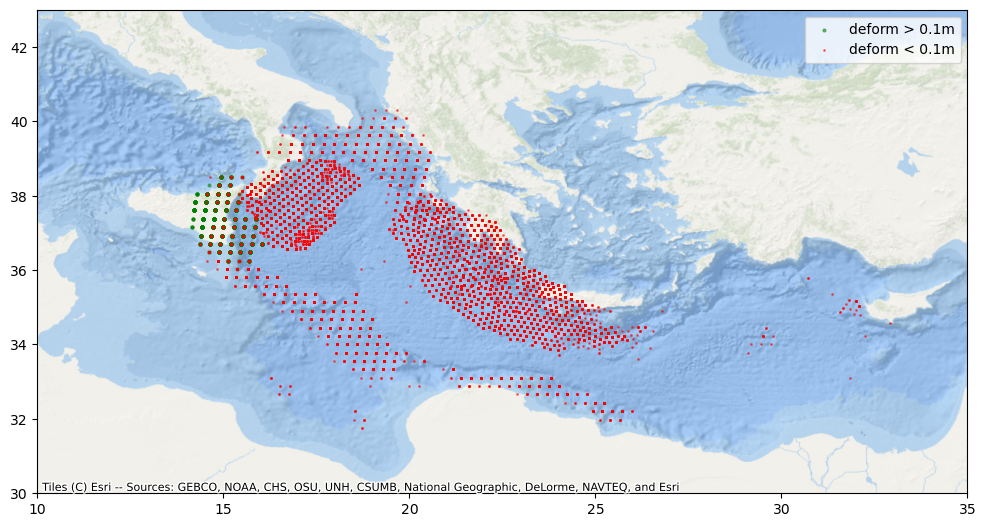 deform > 0.1m
deform < 0.1m
42
40
38
36
34
32
30
Tiles (C) Esri -- Sources: GEBCO, NOAA, CHS, OSU, UNH, CSUMB, National Geographic, DeLorme, NAVTEQ, and Esri
10 15 20 25 30 35